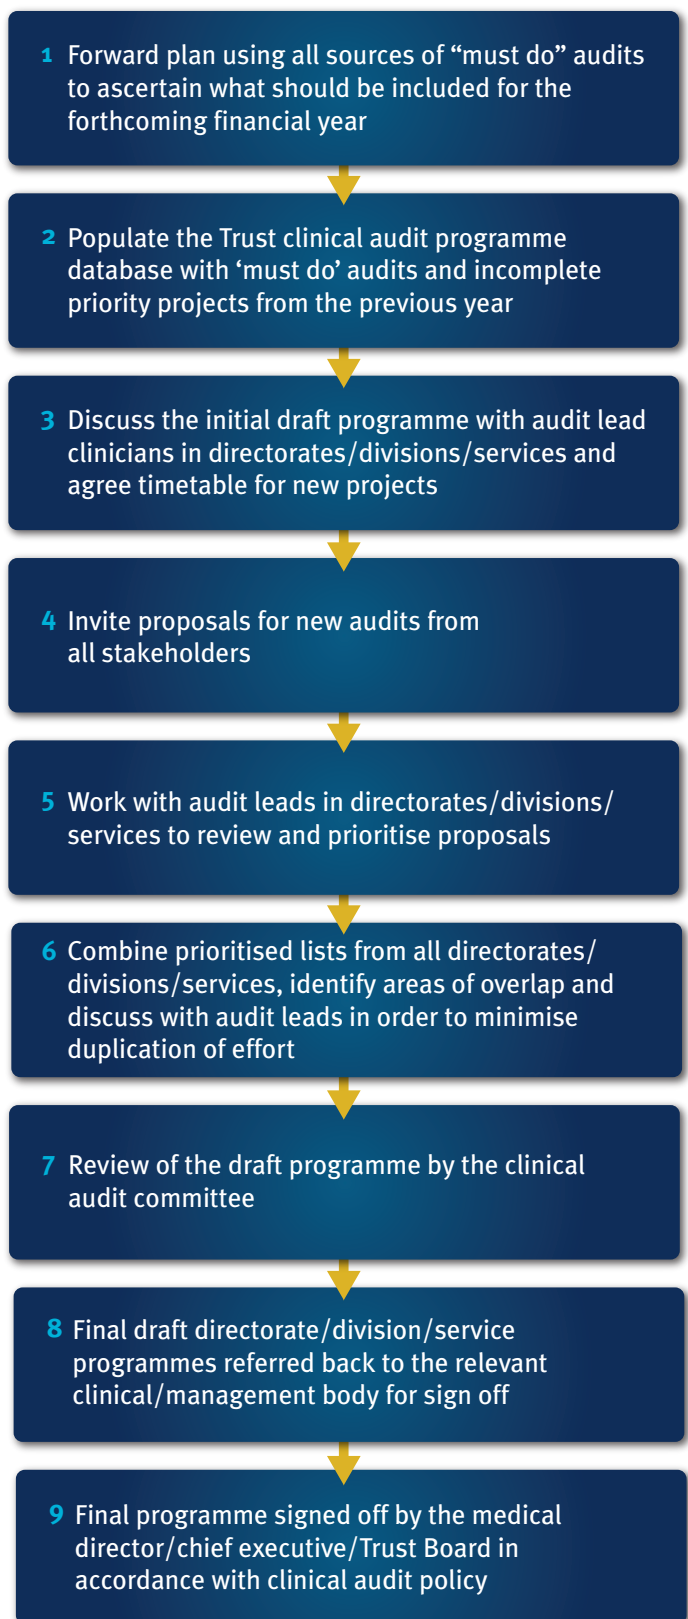 1 Forward plan using all sources of “must do” audits
to ascertain what should be included for the
forthcoming financial year
2 Populate the Trust clinical audit programme
database with ‘must do’ audits and incomplete
priority projects from the previous year
3 Discuss the initial draft programme with audit lead
clinicians in directorates/divisions/services and
agree timetable for new projects
4 Invite proposals for new audits from
all stakeholders
5 Work with audit leads in directorates/divisions/
services to review and prioritise proposals
6 Combine prioritised lists from all directorates/
divisions/services, identify areas of overlap and
discuss with audit leads in order to minimise
duplication of effort
7 Review of the draft programme by the clinical
audit committee
8 Final draft directorate/division/service
programmes referred back to the relevant
clinical/management body for sign off
9 Final programme signed off by the medical
director/chief executive/Trust Board in
accordance with clinical audit policy